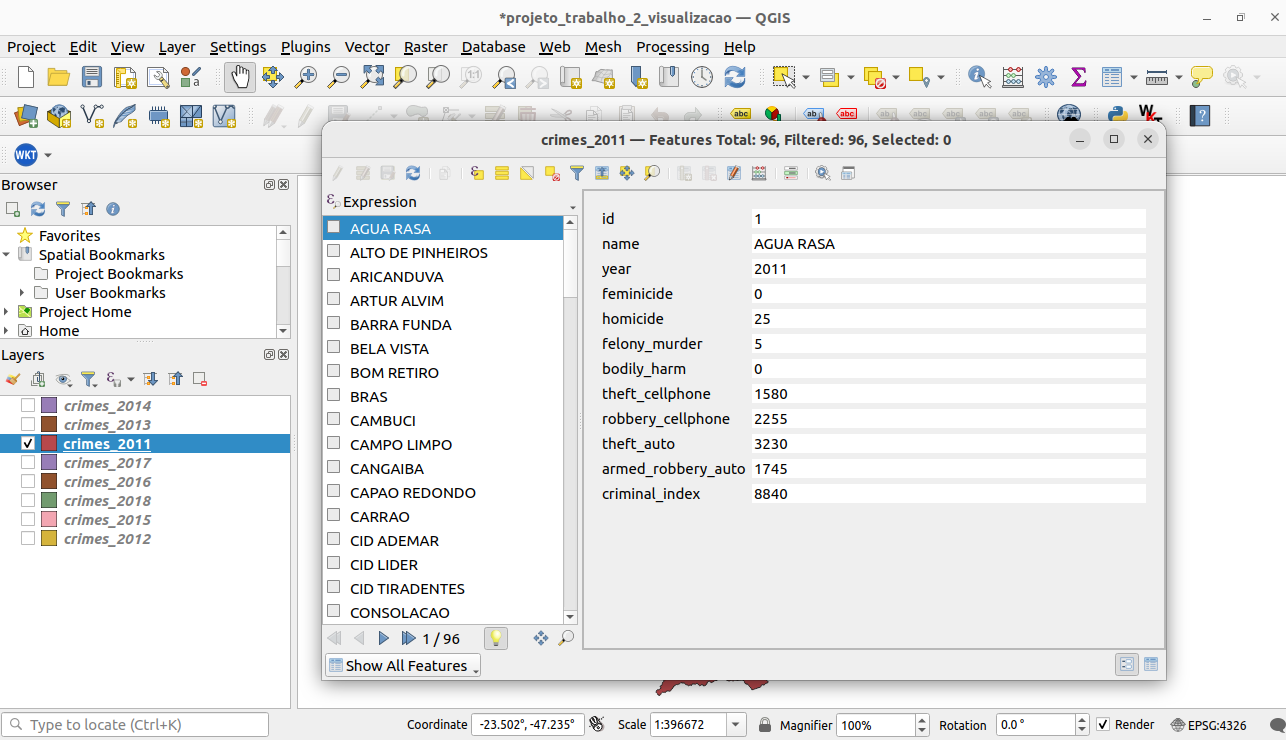 *projeto_trabalho_2_visualizacao — QGIS
Project Edit View Layer Settings Plugins Vector Raster Database Web Mesh Processing Help
crimes_2011 — Features Total: 96, Filtered: 96, Selected: 0
WKT
Browser
Favorites
Spatial Bookmarks
Project Bookmarks
User Bookmarks
Project Home
Home
Layers
crimes_2014
crimes_2013
crimes_2011
crimes_2017
crimes_2016
crimes_2018
crimes_2015
crimes_2012
Expression
AGUA RASA
ALTO DE PINHEIROS
ARICANDUVA
ARTUR ALVIM
BARRA FUNDA
BELA VISTA
BOM RETIRO
BRAS
CAMBUCI
CAMPO LIMPO
CANGAIBA
CAPAO REDONDO
CARRAO
CID ADEMAR
CID LIDER
CID TIRADENTES
CONSOLACAO
1 / 96
Show All Features
id 1
name AGUA RASA
year 2011
feminicide 0
homicide 25
felony_murder 5
bodily_harm 0
theft_cellphone 1580
robbery_cellphone 2255
theft_auto 3230
armed_robbery_auto 1745
criminal_index 8840
Type to locate (Ctrl+K)
Coordinate -23.502°, -47.235° Scale 1:396672 Magnifier 100% Rotation 0.0 ° Render EPSG:4326